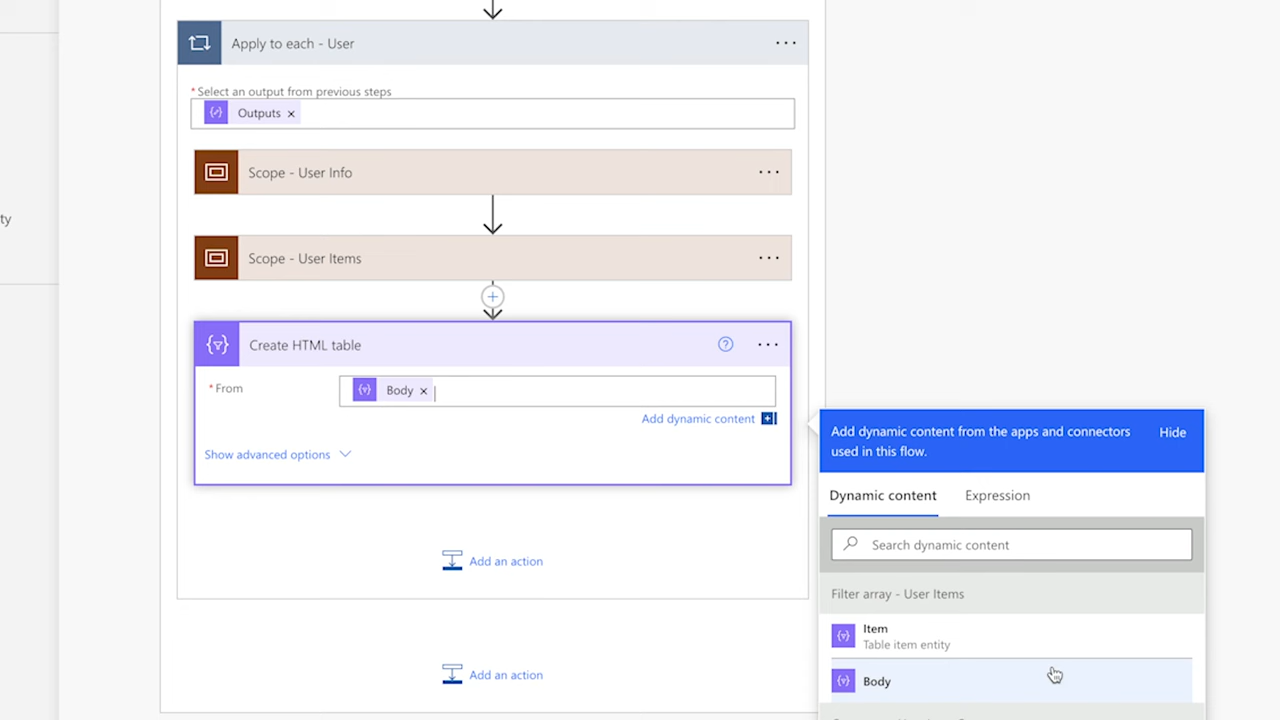 Apply to each - User
* Select an output from previous steps
Outputs ×
Scope - User Info
ty
Scope - User Items
Create HTML table
* From
Body ×
Add dynamic content
Show advanced options
Add dynamic content from the apps and connectors
used in this flow.
Hide
Dynamic content
Expression
Search dynamic content
Filter array - User Items
Item
Table item entity
Body
Add an action
Add an action